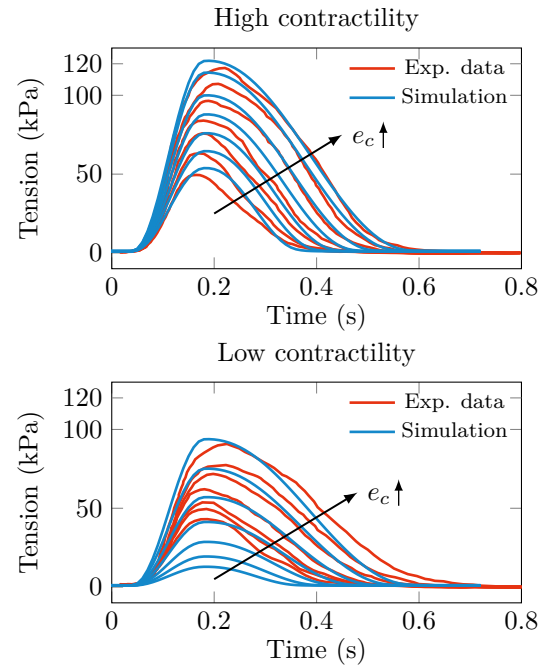 High contractility
120
100
50
0
Tension (kPa)
Exp. data
Simulation
e_c
0 0.2 0.4 0.6 0.8
Time (s)
Low contractility
120
100
50
0
Tension (kPa)
Exp. data
Simulation
e_c
0 0.2 0.4 0.6 0.8
Time (s)